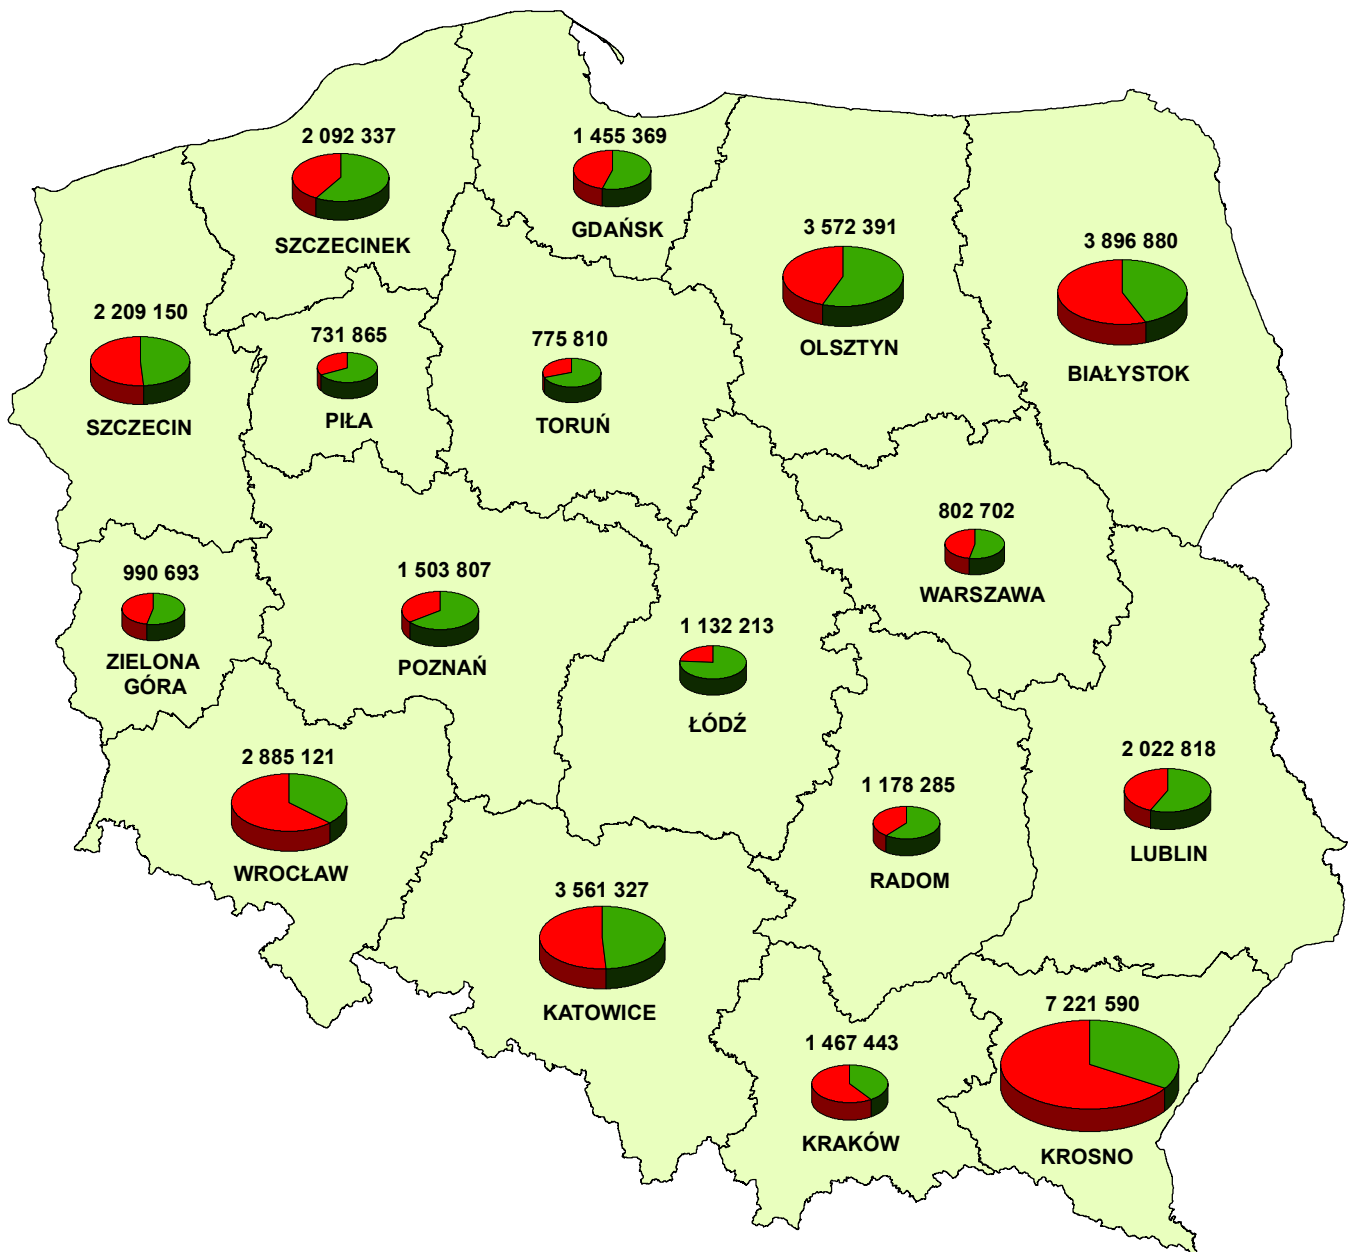 2 092 337
SZCZECINEK
1 455 369
GDAŃSK
3 572 391
OLSZTYN
3 896 880
BIAŁYSTOK
2 209 150
SZCZECIN
731 865
PIŁA
775 810
TORUŃ
802 702
WARSZAWA
990 693
ZIELONA
GÓRA
1 503 807
POZNAŃ
1 132 213
ŁÓDŹ
2 885 121
WROCŁAW
1 178 285
RADOM
2 022 818
LUBLIN
3 561 327
KATOWICE
1 467 443
KRAKÓW
7 221 590
KROSNO